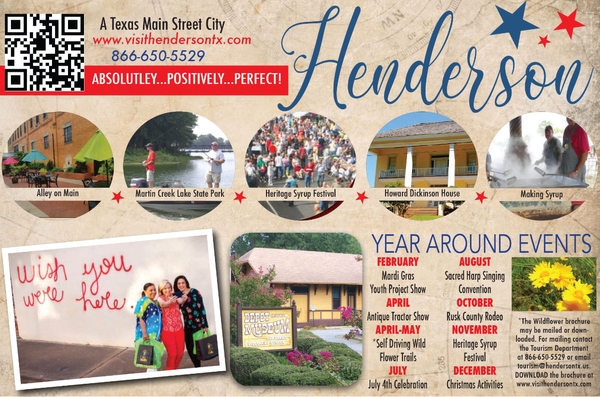 A Texas Main Street City
www.visithendersontx.com
866-650-5529
ABSOLUTLEY...POSITIVELY...PERFECT!
Henderson
Alley on Main
Martin Creek Lake State Park
Heritage Syrup Festival
Howard Dickinson House
Making Syrup
wish you
were here
DEPOT
MUSEUM
YEAR AROUND EVENTS
FEBRUARY
Mardi Gras
Youth Project Show
APRIL
Antique Tractor Show
APRIL-MAY
*Self Driving Wild
Flower Trails
JULY
July 4th Celebration
AUGUST
Sacred Harp Singing
Convention
OCTOBER
Rusk County Rodeo
NOVEMBER
Heritage Syrup
Festival
DECEMBER
Christmas Activities
*The Wildflower brochure
may be mailed or down-
loaded. For mailing contact
the Tourism Department
at 866-650-5529 or email
tourism@hendersontx.us.
DOWNLOAD the brochure at
www.visithendersontx.com